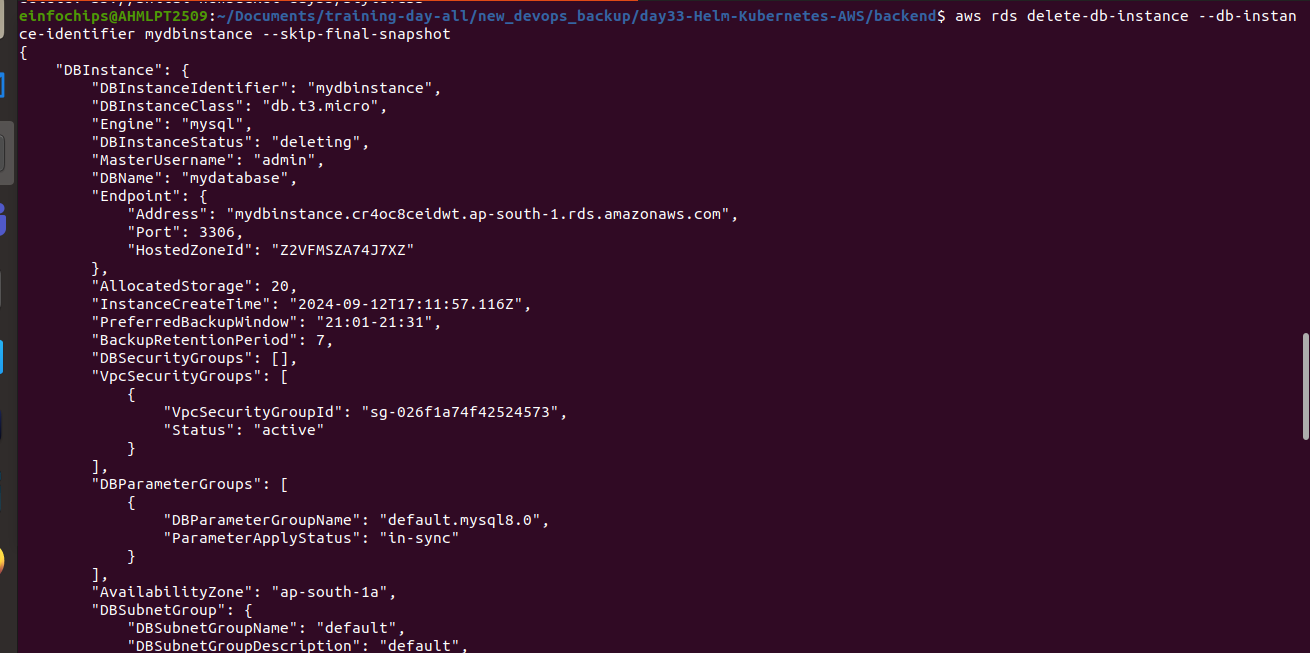 einfochips@AHMLPT2509:~/Documents/training-day-all/new_devops_backup/day33-Helm-Kubernetes-AWS/backend$ aws rds delete-db-instance --db-instan
ce-identifier mydbinstance --skip-final-snapshot
{
    "DBInstance": {
        "DBInstanceIdentifier": "mydbinstance",
        "DBInstanceClass": "db.t3.micro",
        "Engine": "mysql",
        "DBInstanceStatus": "deleting",
        "MasterUsername": "admin",
        "DBName": "mydatabase",
        "Endpoint": {
            "Address": "mydbinstance.cr4oc8ceidwt.ap-south-1.rds.amazonaws.com",
            "Port": 3306,
            "HostedZoneId": "Z2VFMSZA74J7XZ"
        },
        "AllocatedStorage": 20,
        "InstanceCreateTime": "2024-09-12T17:11:57.116Z",
        "PreferredBackupWindow": "21:01-21:31",
        "BackupRetentionPeriod": 7,
        "DBSecurityGroups": [],
        "VpcSecurityGroups": [
            {
                "VpcSecurityGroupId": "sg-026f1a74f42524573",
                "Status": "active"
            }
        ],
        "DBParameterGroups": [
            {
                "DBParameterGroupName": "default.mysql8.0",
                "ParameterApplyStatus": "in-sync"
            }
        ],
        "AvailabilityZone": "ap-south-1a",
        "DBSubnetGroup": {
            "DBSubnetGroupName": "default",
            "DBSubnetGroupDescription": "default",